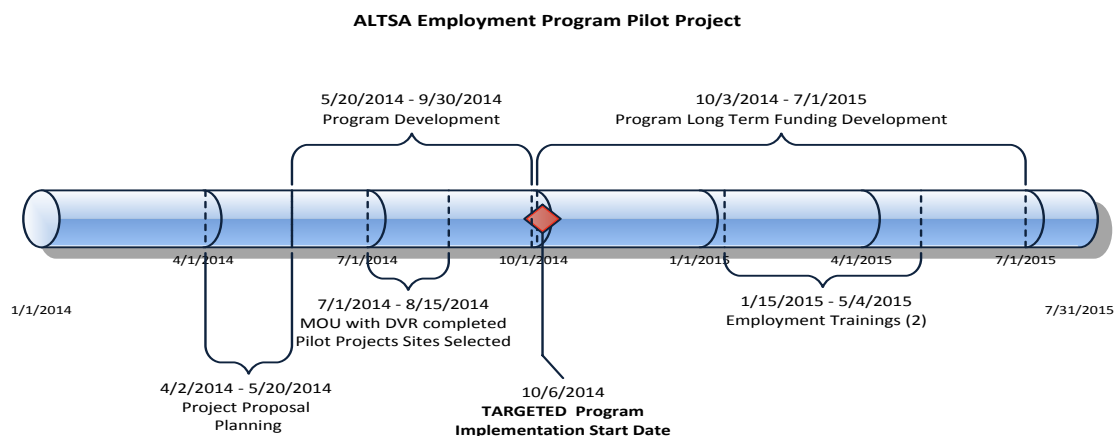 ALTSA Employment Program Pilot Project
5/20/2014 - 9/30/2014
Program Development
10/3/2014 - 7/1/2015
Program Long Term Funding Development
4/1/2014
7/1/2014
10/1/2014
1/1/2015
4/1/2015
7/1/2015
1/1/2014
7/31/2015
7/1/2014 - 8/15/2014
MOU with DVR completed
Pilot Projects Sites Selected
1/15/2015 - 5/4/2015
Employment Trainings (2)
4/2/2014 - 5/20/2014
Project Proposal
Planning
10/6/2014
TARGETED Program
Implementation Start Date